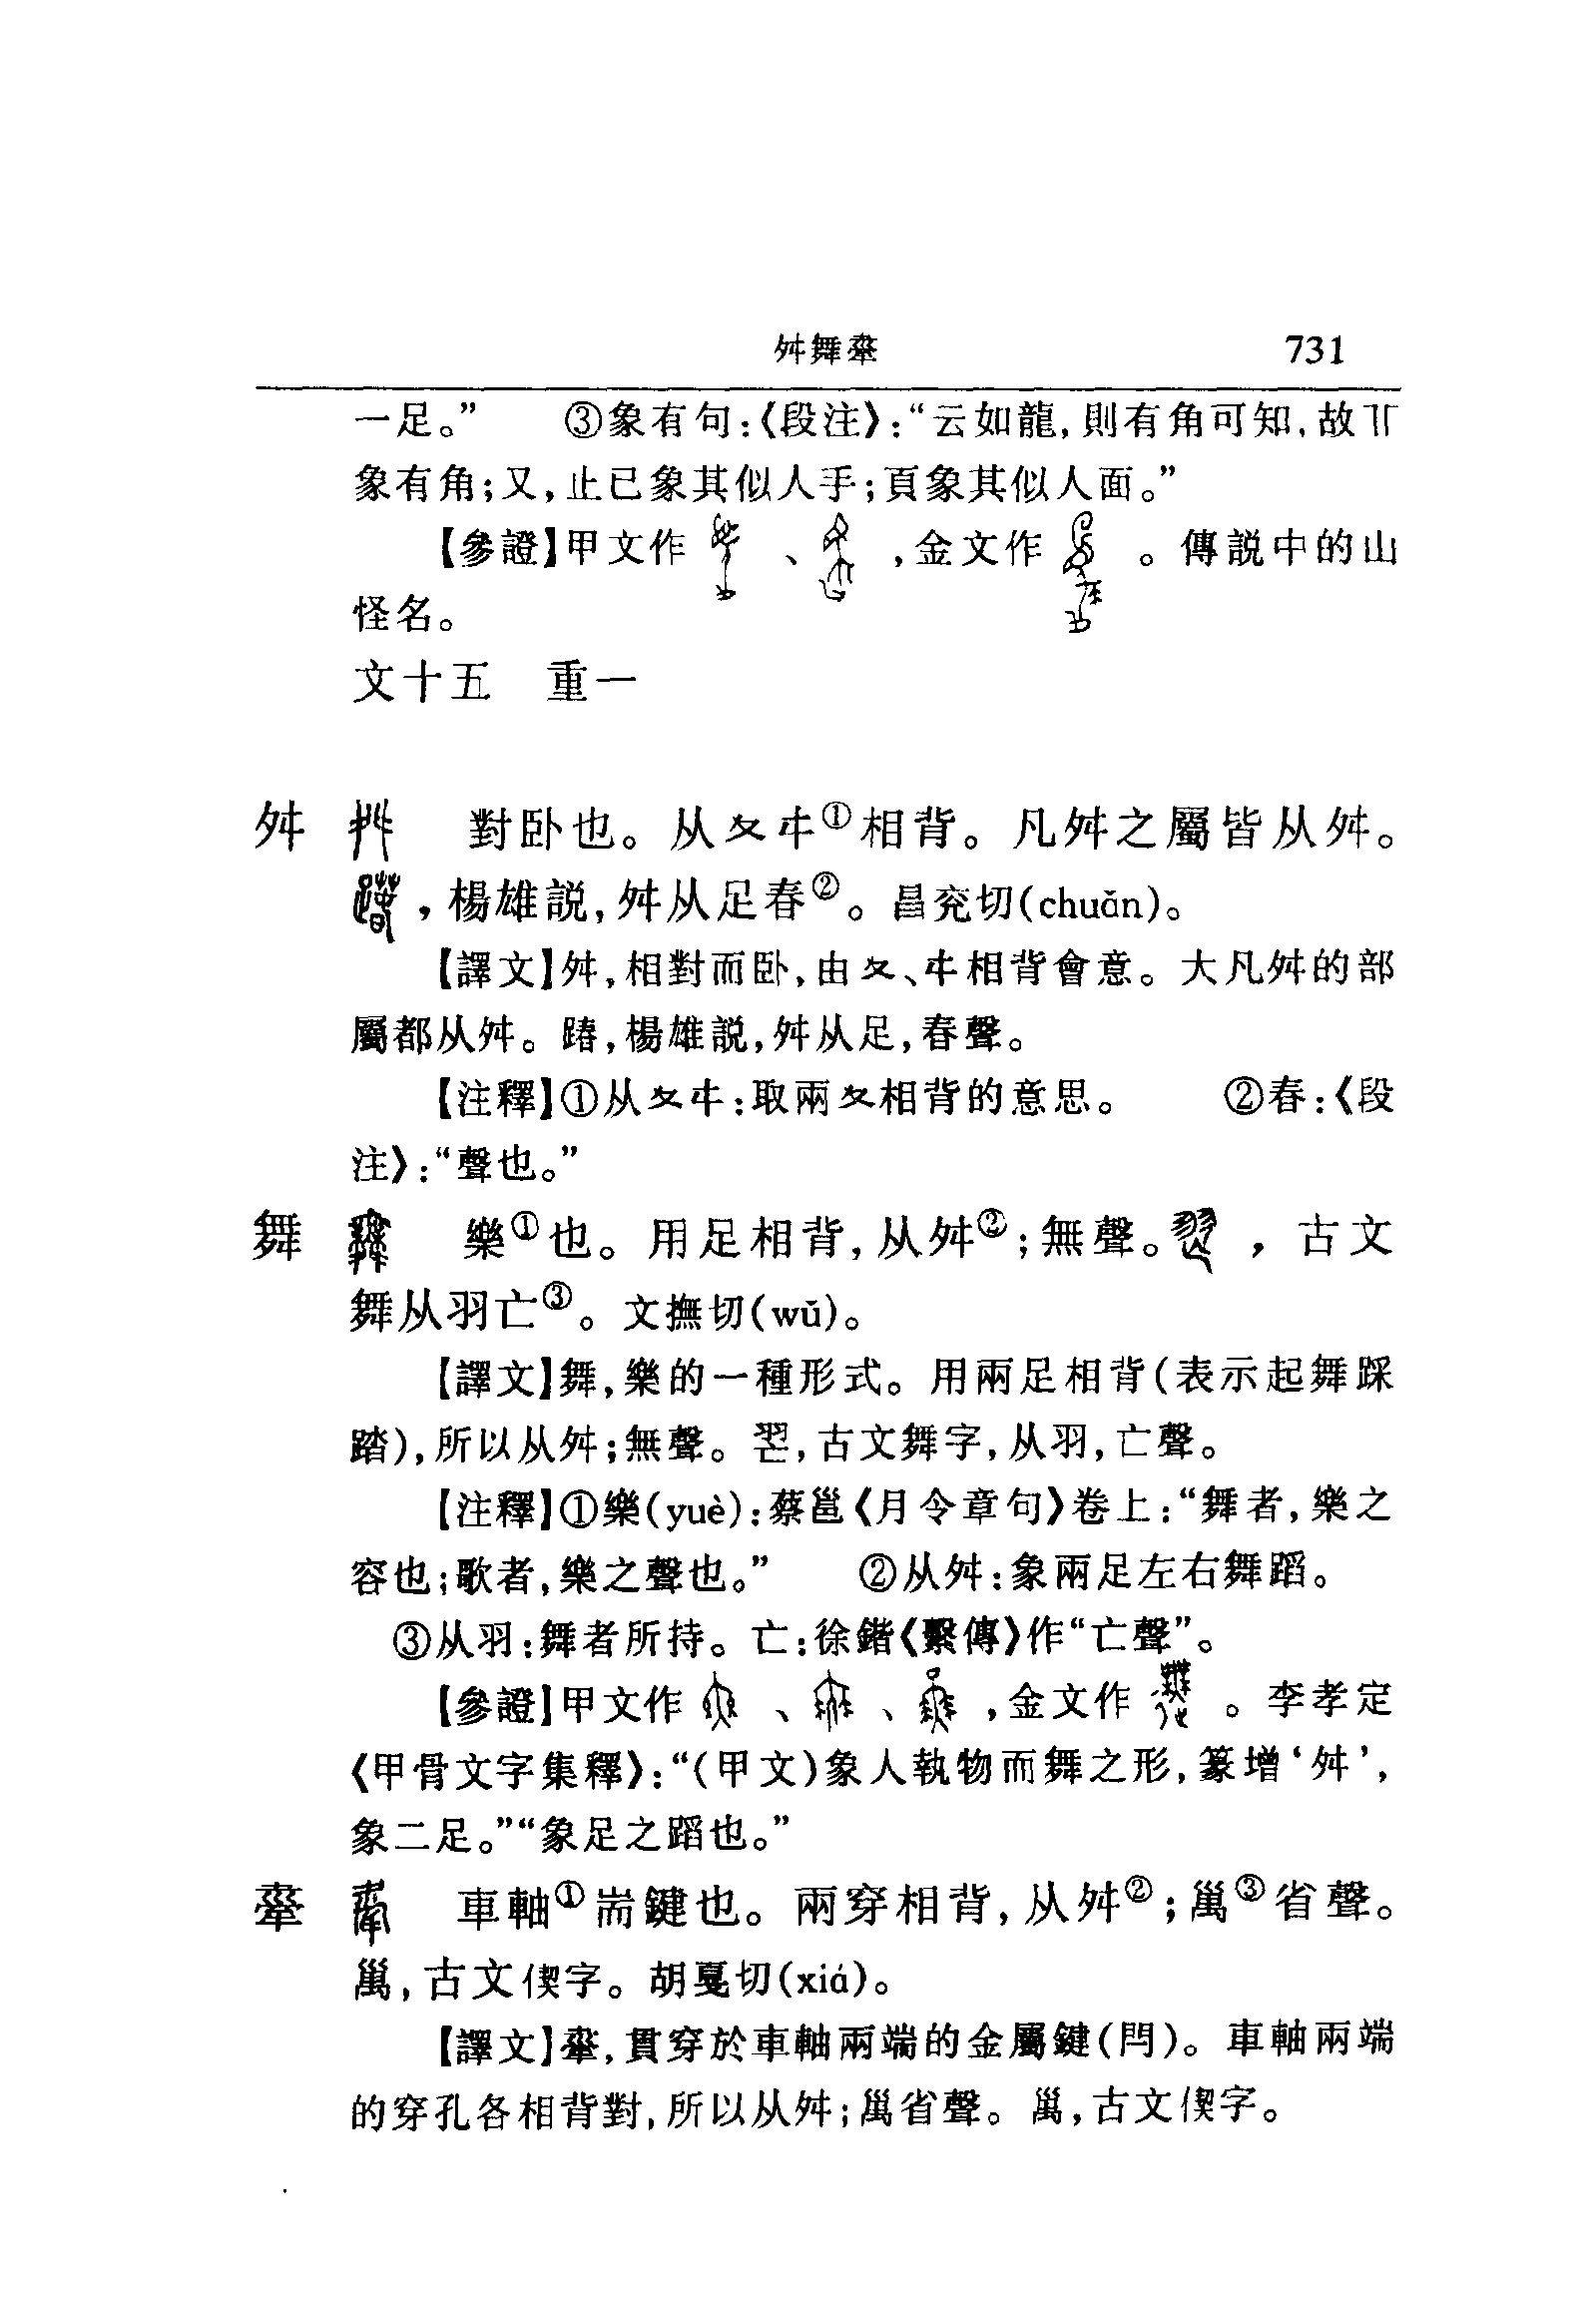 舛舞舝 731
一足。” ③象有句:《段注》:“云如龍,則有角可知,故
象有角;又,止巳象其似人手;頁象其似人面。”
【參證】甲文作 、 ,金文作 。傳説中的山
怪名。
文十五 重一
舛 對卧也。从夊㐄①相背。凡舛之屬皆从舛。
,楊雄説,舛从足春②。昌兖切(chuǎn)。
【譯文】舛,相對而卧,由夊、㐄相背會意。大凡舛的部
屬都从舛。踳,楊雄説,舛从足,春聲。
【注釋】①从夊㐄:取兩夊相背的意思。 ②春:《段
注》:“聲也。”
舞 樂①也。用足相背,从舛②;無聲。 ,古文
舞从羽亡③。文撫切(wǔ)。
【譯文】舞,樂的一種形式。用兩足相背(表示起舞踩
踏),所以从舛;無聲。𦏶,古文舞字,从羽,亡聲。
【注釋】①樂(yuè):蔡邕《月令章句》卷上:“舞者,樂之
容也;歌者,樂之聲也。” ②从舛:象兩足左右舞蹈。
③从羽:舞者所持。亡:徐鍇《繫傳》作“亡聲”。
【參證】甲文作 、 、 ,金文作 。李孝定
《甲骨文字集釋》:“(甲文)象人執物而舞之形,篆增‘舛’,
象二足。”“象足之蹈也。”
舝 車軸①耑鍵也。兩穿相背,从舛②;𥜿③省聲。
𥜿,古文偰字。胡戛切(xiá)。
【譯文】舝,貫穿於車軸兩端的金屬鍵(閂)。車軸兩端
的穿孔各相背對,所以从舛;𥜿省聲。𥜿,古文偰字。